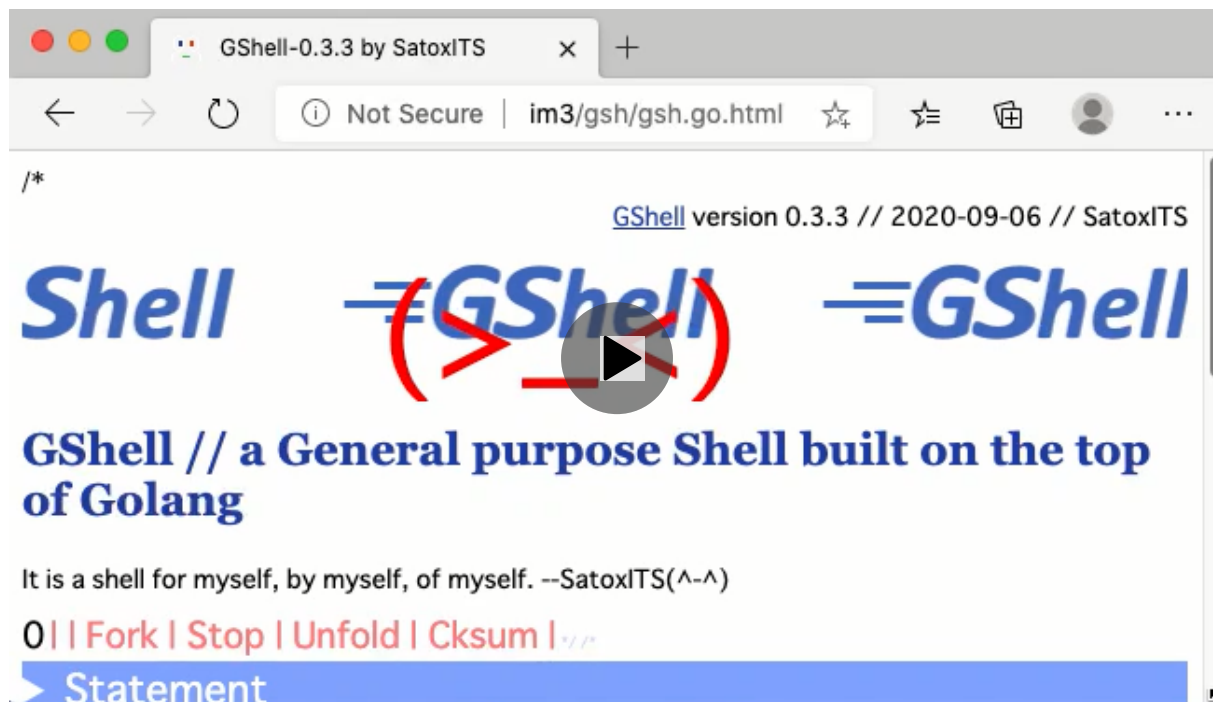 GShell-0.3.3 by SatoxITS
Not Secure | im3/gsh/gsh.go.html
/*
GShell version 0.3.3 // 2020-09-06 // SatoxITS
Shell GShell GShell
(>_<)
GShell // a General purpose Shell built on the top
of Golang
It is a shell for myself, by myself, of myself. --SatoxITS(^-^)
0| | Fork | Stop | Unfold | Cksum | */ /*
Statement